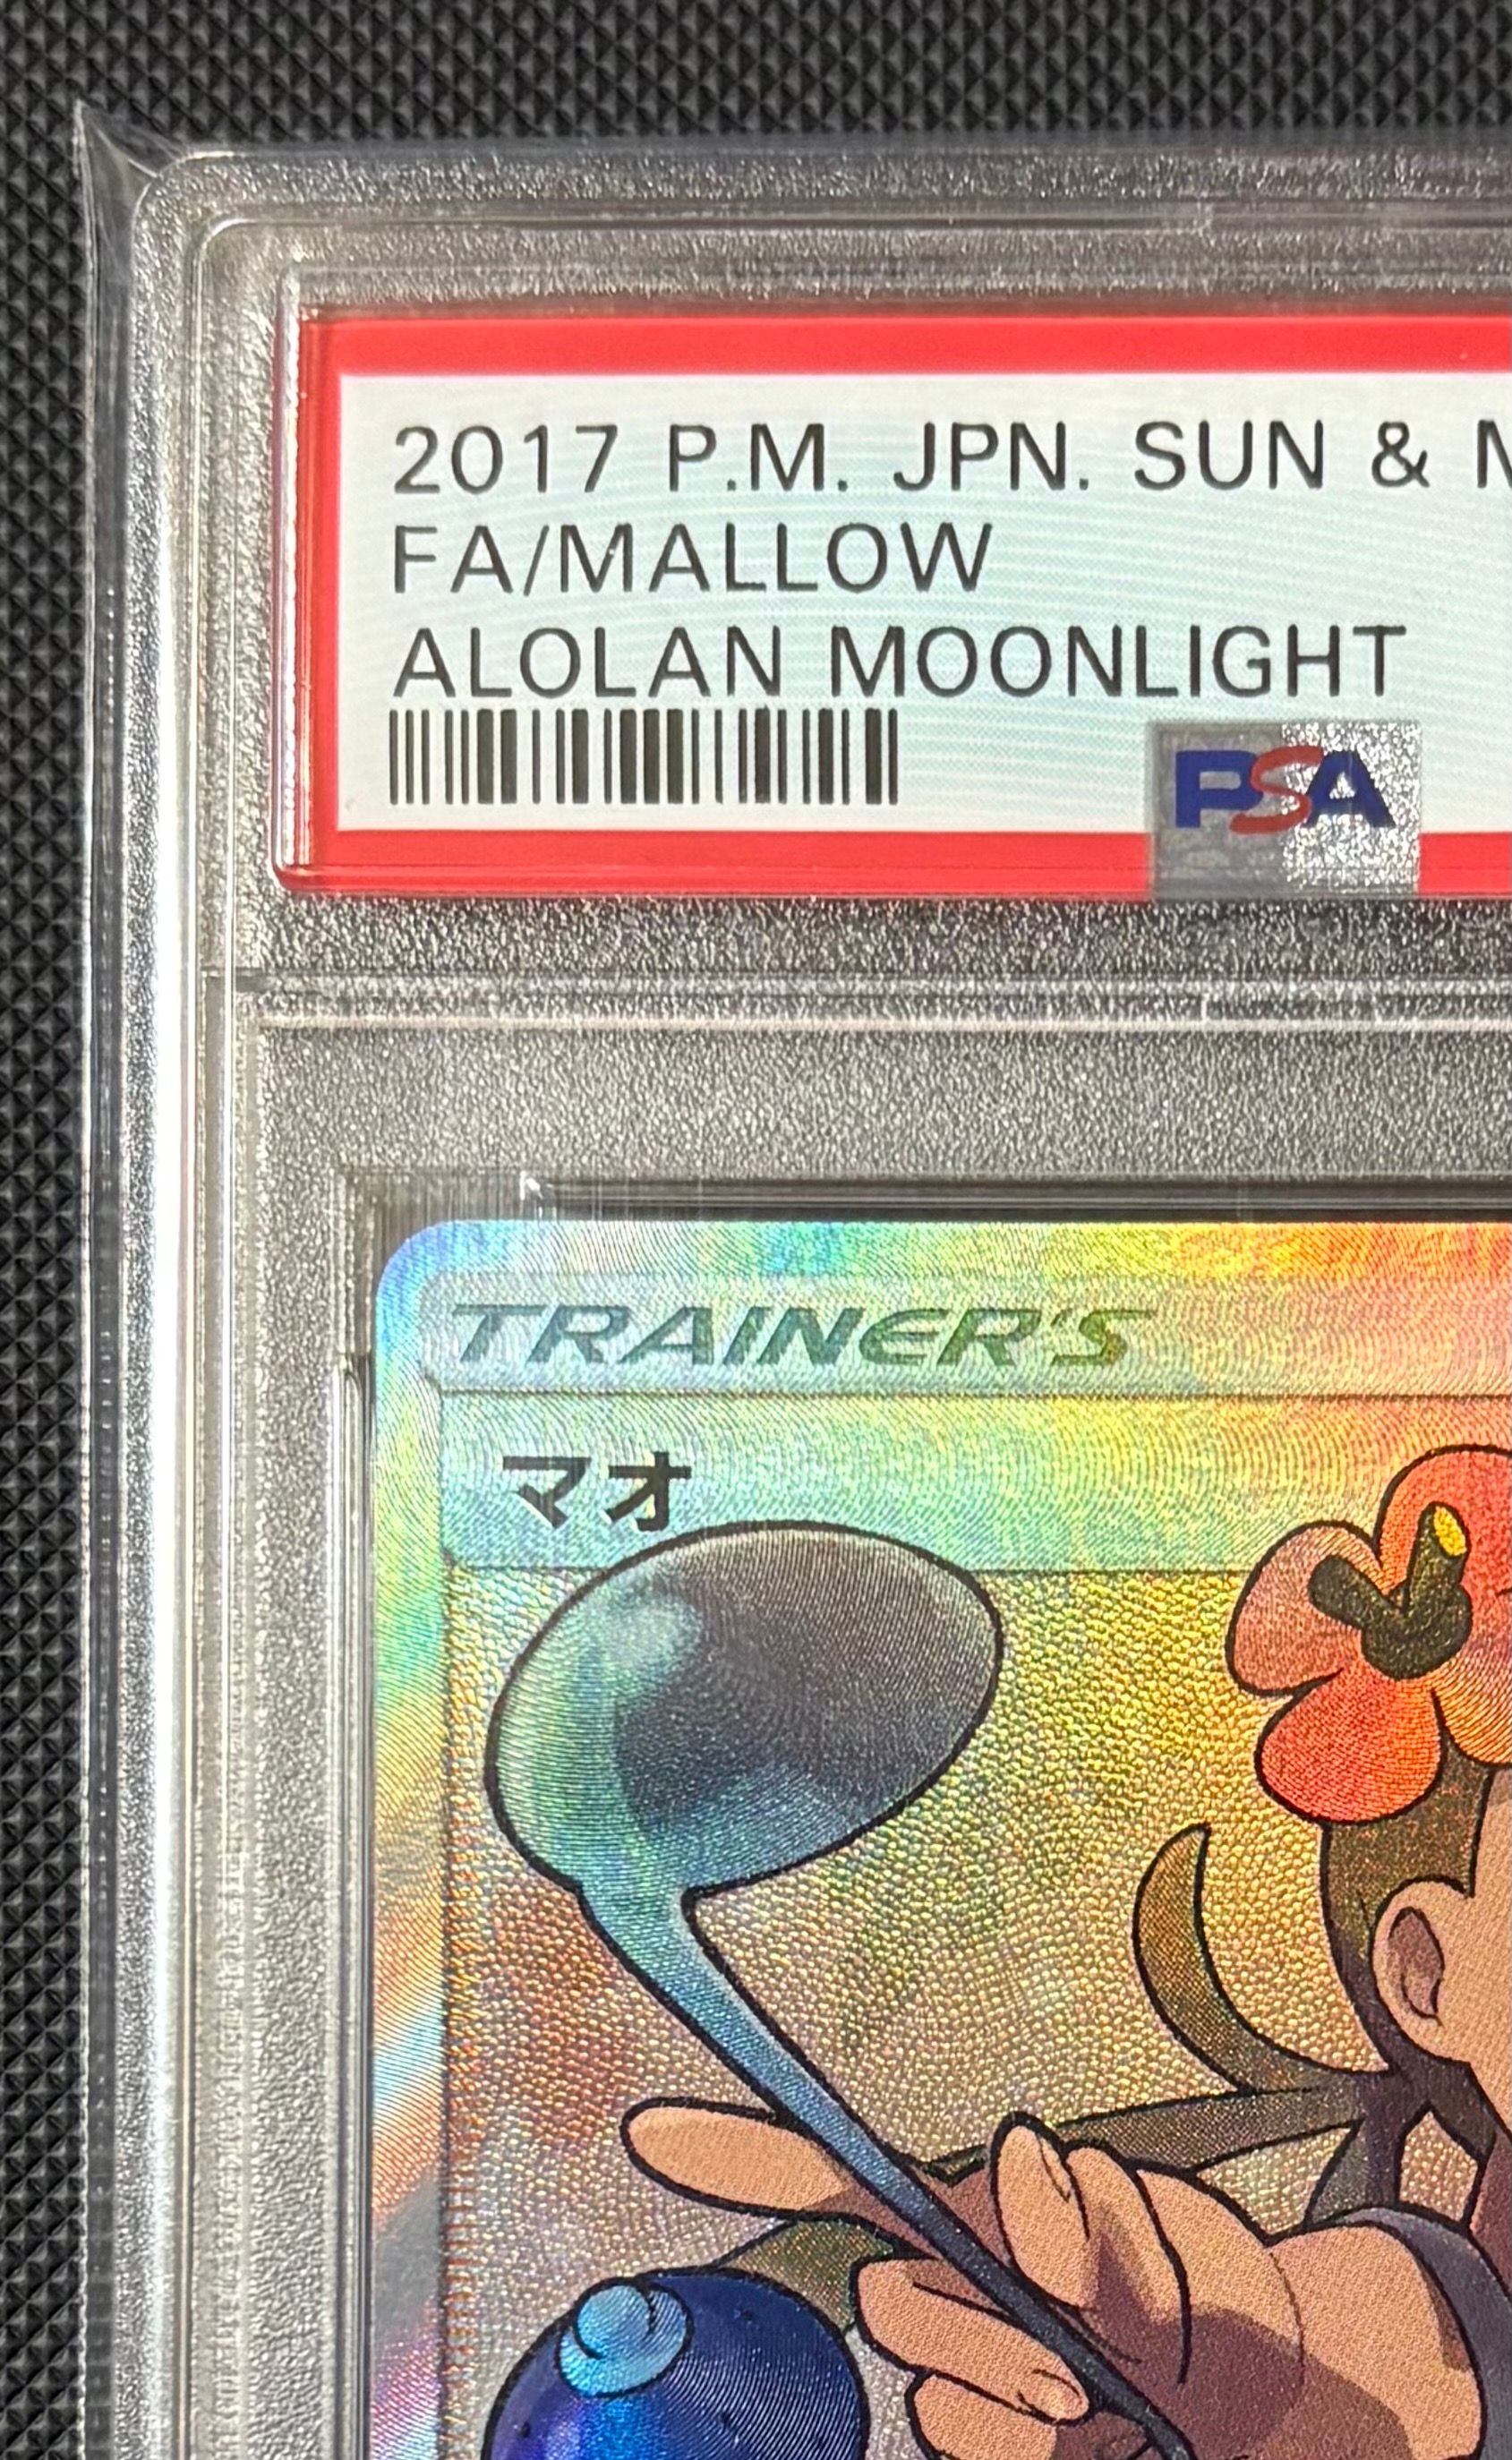 2017 P.M. JPN. SUN & M
FA/MALLOW
ALOLAN MOONLIGHT
PSA
TRAINER'S
マオ